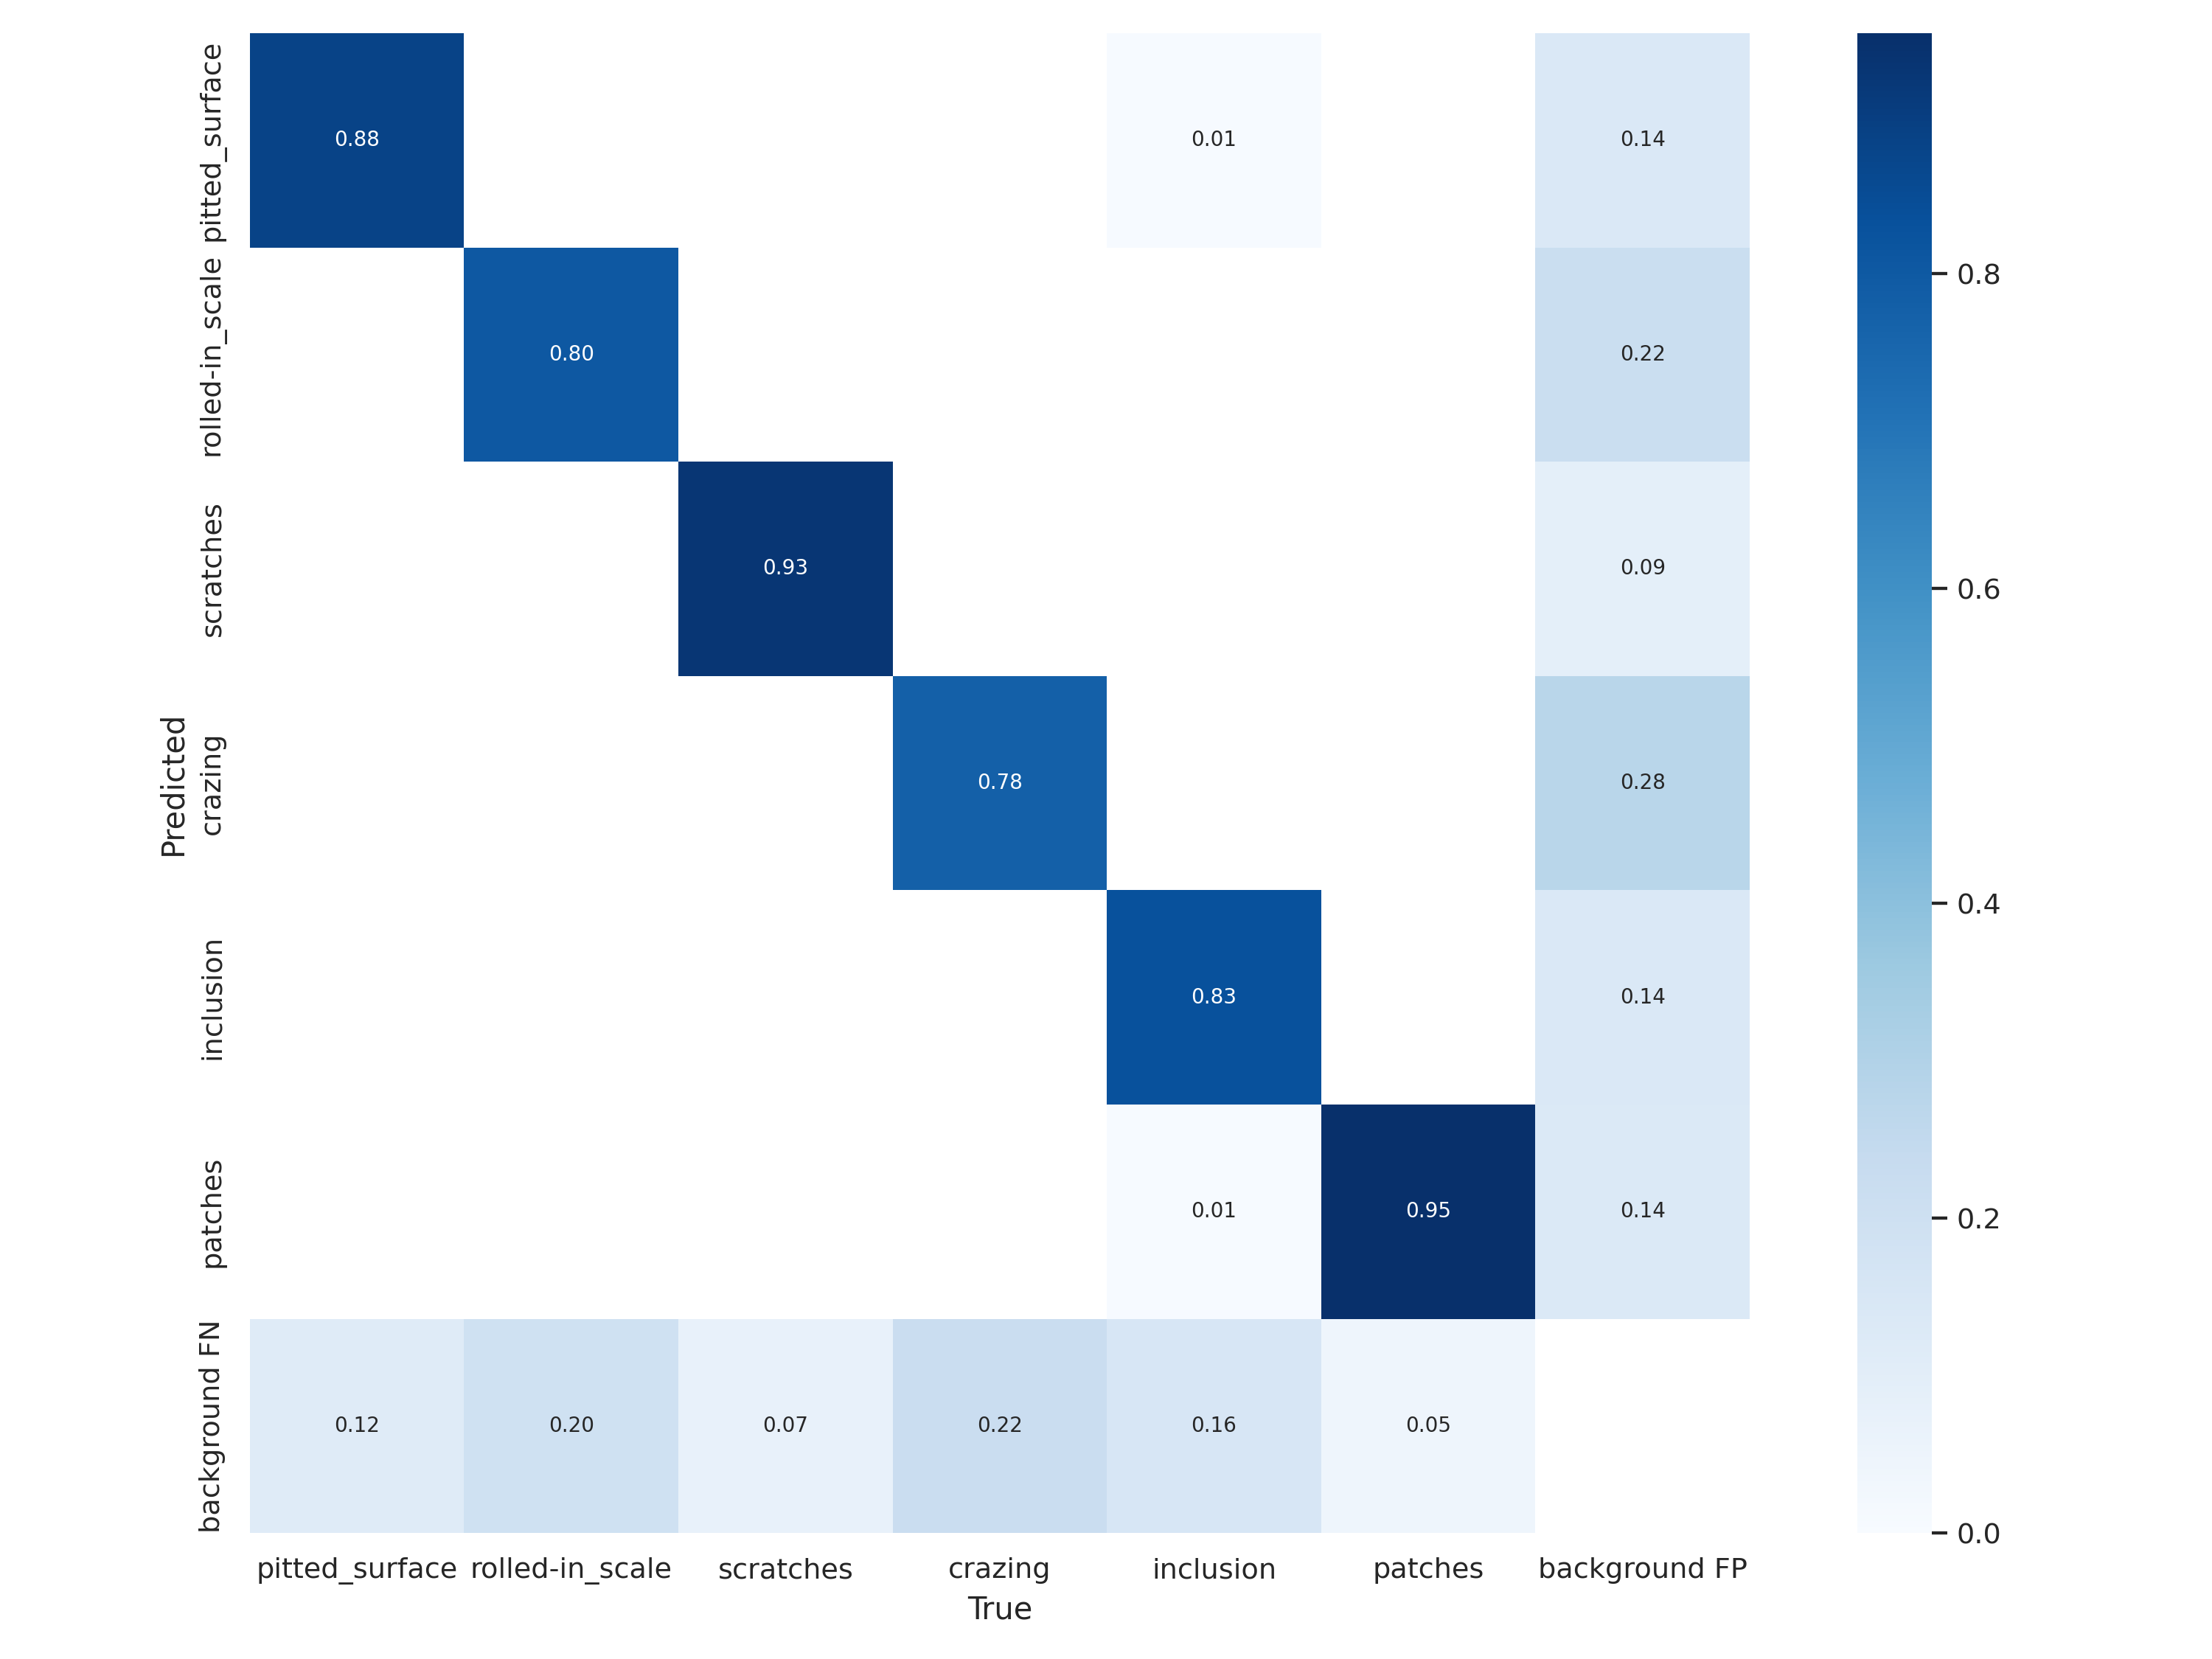 pitted_surface
0.88
0.01
0.14
rolled-in_scale
0.80
0.22
scratches
0.93
0.09
Predicted
crazing
0.78
0.28
inclusion
0.83
0.14
patches
0.01
0.95
0.14
background FN
0.12
0.20
0.07
0.22
0.16
0.05
pitted_surface
rolled-in_scale
scratches
crazing
inclusion
patches
background FP
True
0.8
0.6
0.4
0.2
0.0